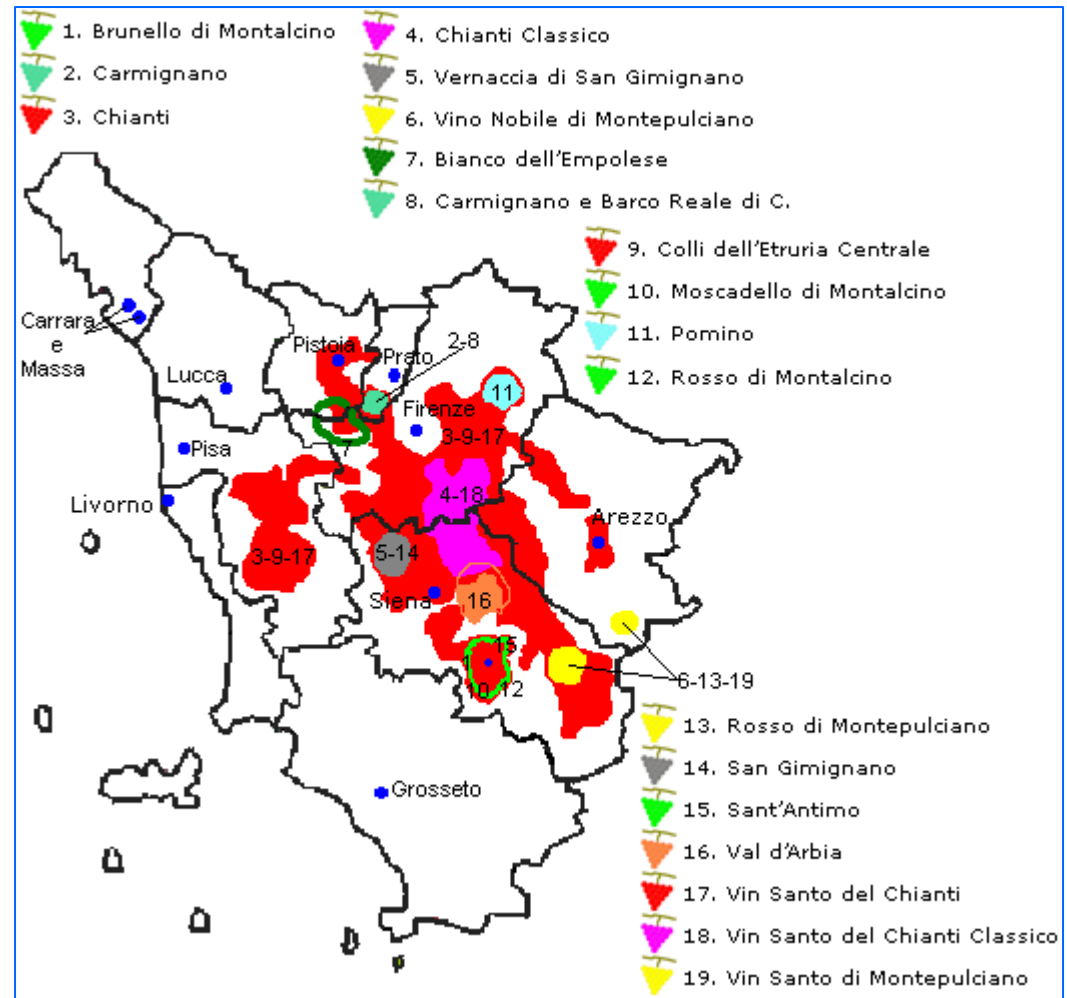 1. Brunello di Montalcino
2. Carmignano
3. Chianti
4. Chianti Classico
5. Vernaccia di San Gimignano
6. Vino Nobile di Montepulciano
7. Bianco dell'Empolese
8. Carmignano e Barco Reale di C.
9. Colli dell'Etruria Centrale
10. Moscadello di Montalcino
11. Pomino
12. Rosso di Montalcino
Carrara
e
Massa
Pistoia
Prato
2-8
Lucca
11
Firenze
3-9-17
7
Pisa
4-18
Livorno
Arezzo
5-14
3-9-17
Siena
16
15
1
10
12
6-13-19
Grosseto
13. Rosso di Montepulciano
14. San Gimignano
15. Sant'Antimo
16. Val d'Arbia
17. Vin Santo del Chianti
18. Vin Santo del Chianti Classico
19. Vin Santo di Montepulciano